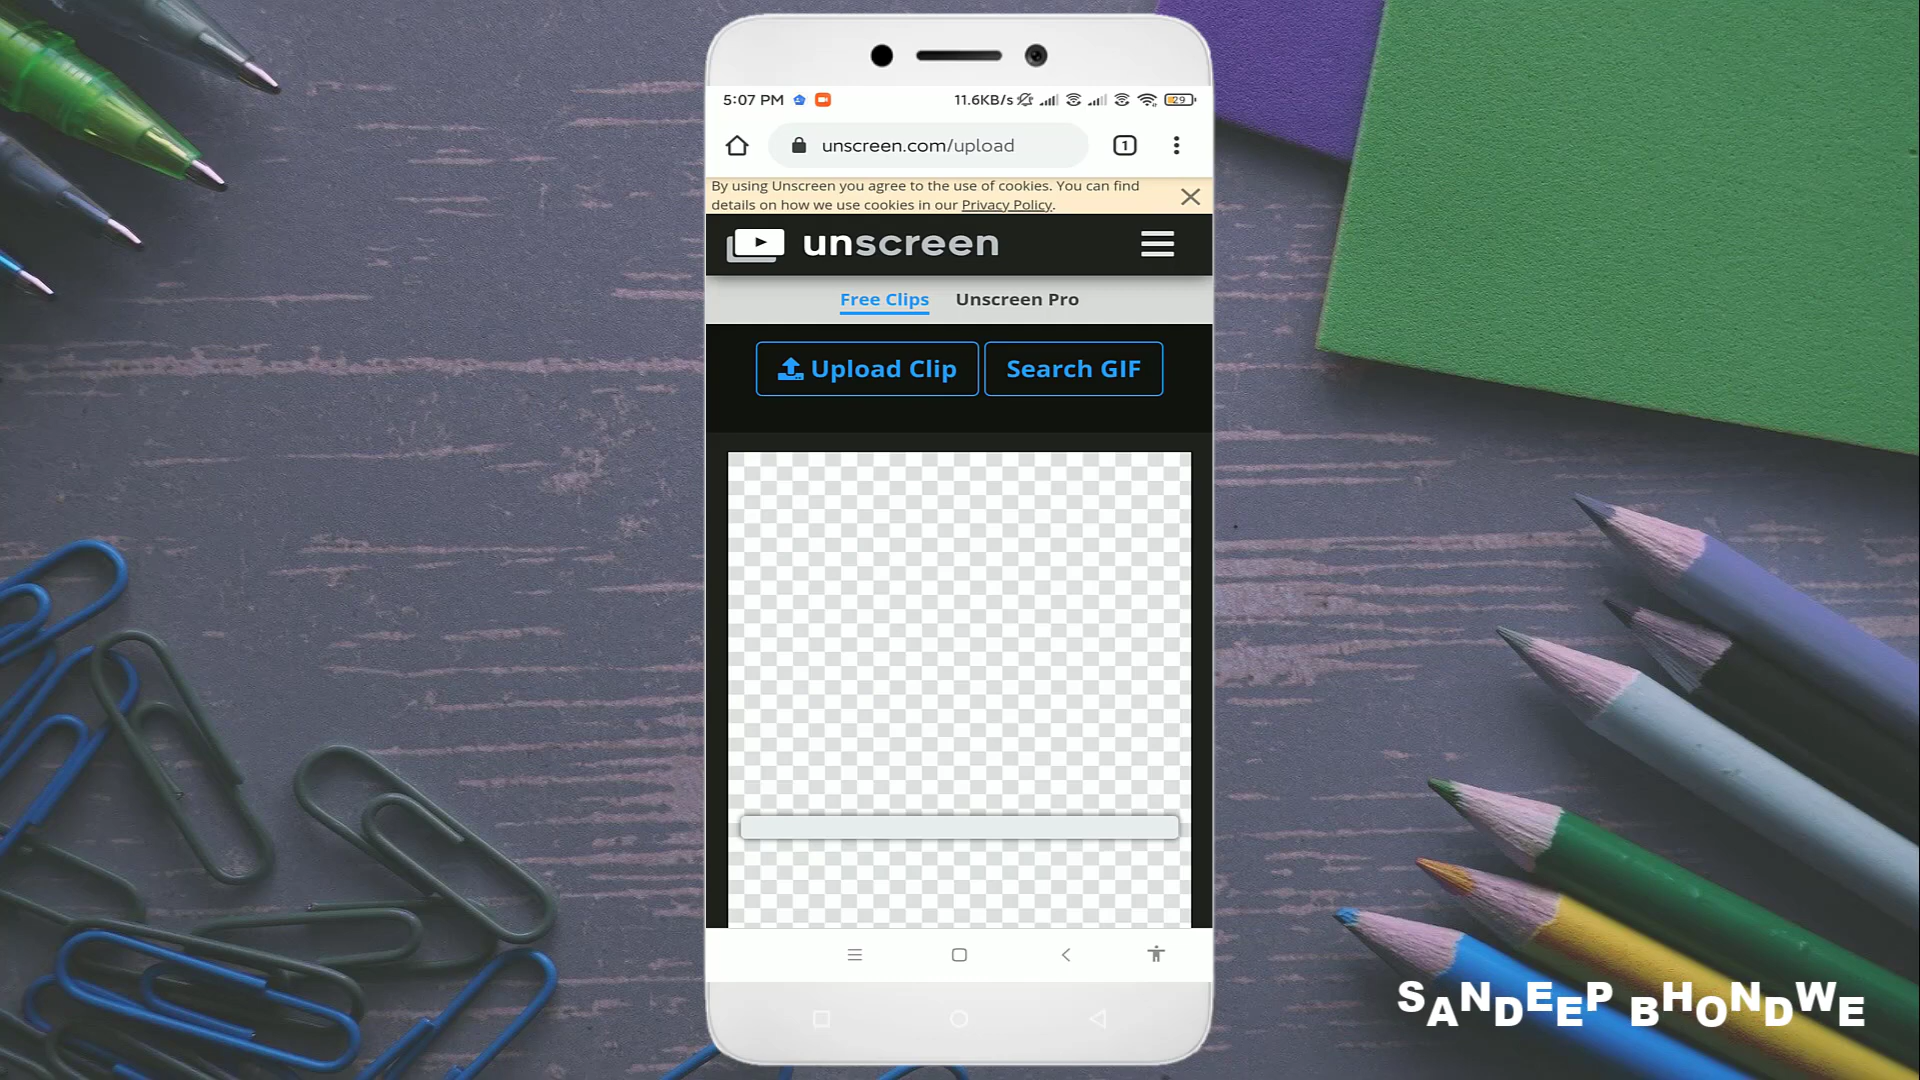 5:07 PM
11.6KB/s
29
unscreen.com/upload
1
By using Unscreen you agree to the use of cookies. You can find
details on how we use cookies in our Privacy Policy.
unscreen
Free Clips Unscreen Pro
Upload Clip Search GIF
SANDEEP BHONDWE